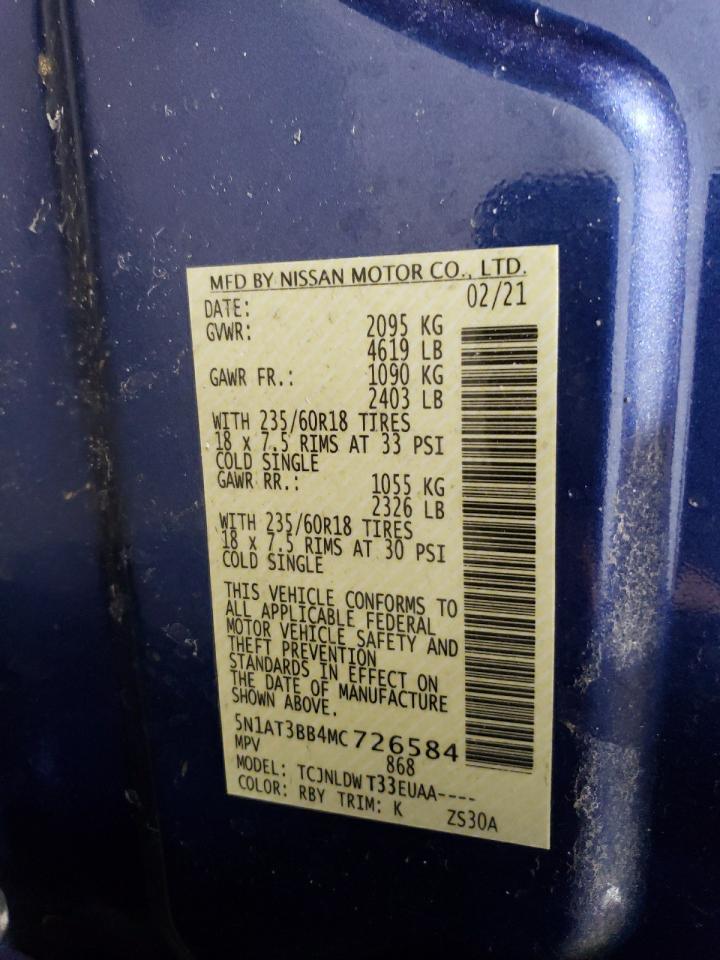 MFD BY NISSAN MOTOR CO., LTD.
DATE: 02/21
GVWR: 2095 KG
4619 LB
GAWR FR.: 1090 KG
2403 LB
WITH 235/60R18 TIRES
18 x 7.5 RIMS AT 33 PSI
COLD SINGLE
GAWR RR.: 1055 KG
2326 LB
WITH 235/60R18 TIRES
18 x 7.5 RIMS AT 30 PSI
COLD SINGLE
THIS VEHICLE CONFORMS TO
ALL APPLICABLE FEDERAL
MOTOR VEHICLE SAFETY AND
THEFT PREVENTION
STANDARDS IN EFFECT ON
THE DATE OF MANUFACTURE
SHOWN ABOVE.
5N1AT3BB4MC726584
MPV 868
MODEL: TCJNLDWT33EUAA----
COLOR: RBY TRIM: K ZS30A